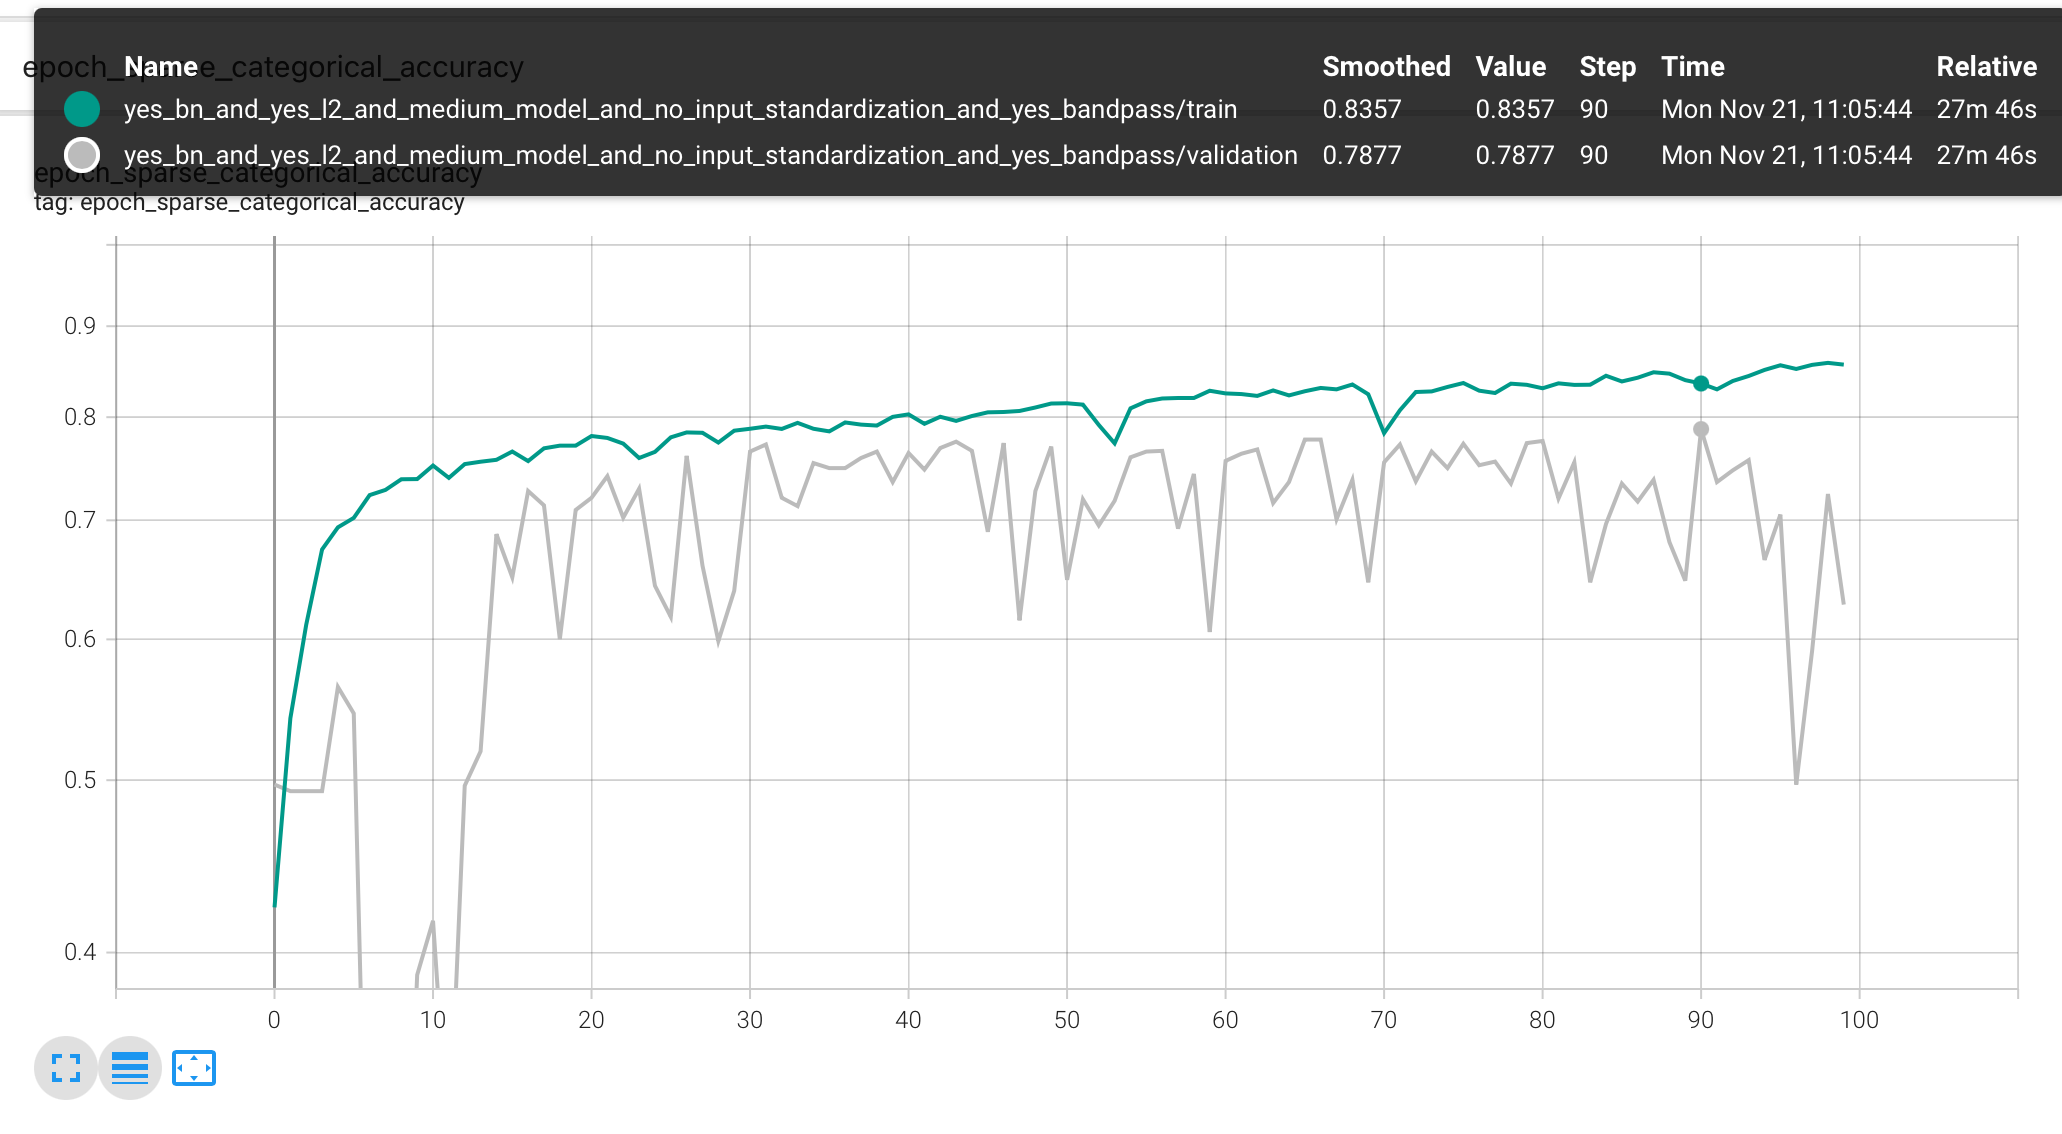 epoch_sparse_categorical_accuracy
Name Smoothed Value Step Time Relative
yes_bn_and_yes_l2_and_medium_model_and_no_input_standardization_and_yes_bandpass/train 0.8357 0.8357 90 Mon Nov 21, 11:05:44 27m 46s
yes_bn_and_yes_l2_and_medium_model_and_no_input_standardization_and_yes_bandpass/validation 0.7877 0.7877 90 Mon Nov 21, 11:05:44 27m 46s
epoch_sparse_categorical_accuracy
tag: epoch_sparse_categorical_accuracy
0.9
0.8
0.7
0.6
0.5
0.4
0 10 20 30 40 50 60 70 80 90 100